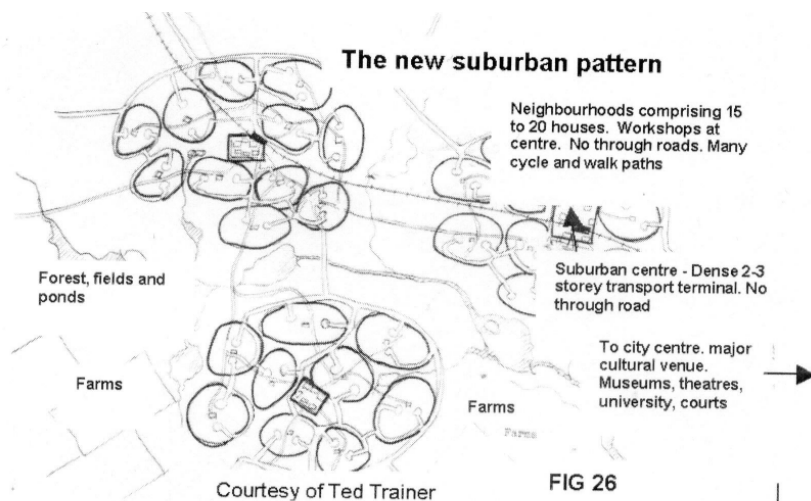 The new suburban pattern
Neighbourhoods comprising 15
to 20 houses. Workshops at
centre. No through roads. Many
cycle and walk paths
Forest, fields and
ponds
Suburban centre - Dense 2-3
storey transport terminal. No
through road
To city centre. major
cultural venue.
Museums, theatres,
university, courts
Farms
Farms
Farms
Courtesy of Ted Trainer
FIG 26